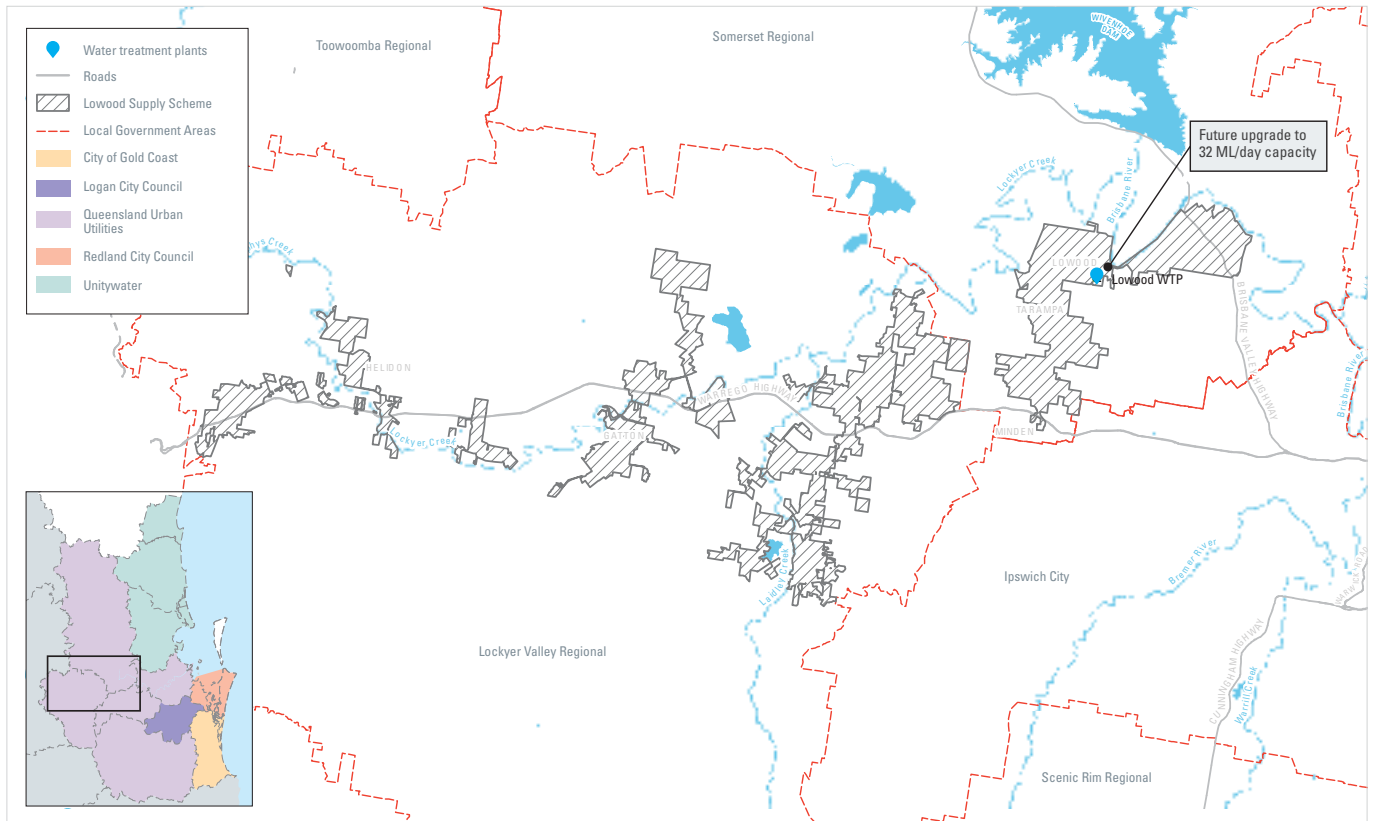 Water treatment plants
Roads
Lowood Supply Scheme
Local Government Areas
City of Gold Coast
Logan City Council
Queensland Urban
Utilities
Redland City Council
Unitywater
Toowoomba Regional
Somerset Regional
WIVENHOE
DAM
Future upgrade to
32 ML/day capacity
Lockyer Creek
Brisbane River
LOWOOD
Lowood WTP
TARAMPA
BRISBANE VALLEY HIGHWAY
Brisbane River
HELIDON
WARREGO HIGHWAY
Lockyer Creek
GATTON
MINDEN
Laidley Creek
Ipswich City
Bremer River
Lockyer Valley Regional
CUNNINGHAM HIGHWAY
Warrill Creek
Scenic Rim Regional